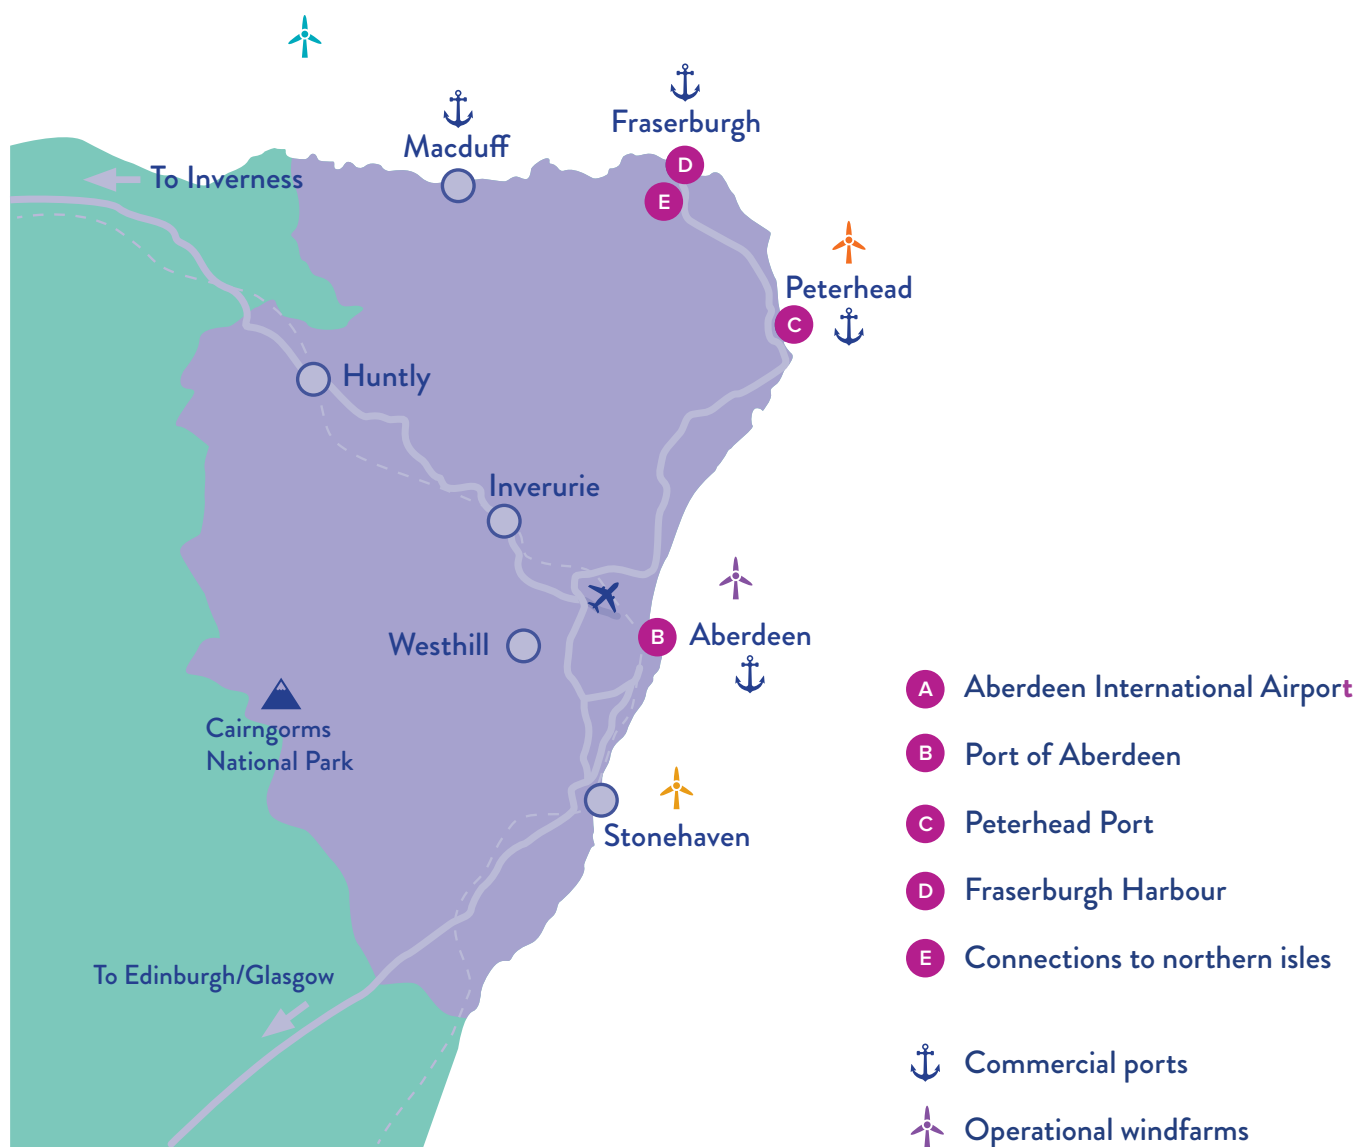 Fraserburgh
Macduff
D
To Inverness
E
Peterhead
C
Huntly
Inverurie
B
Aberdeen
Westhill
Cairngorms
National Park
Stonehaven
To Edinburgh/Glasgow
A Aberdeen International Airport
B Port of Aberdeen
C Peterhead Port
D Fraserburgh Harbour
E Connections to northern isles
Commercial ports
Operational windfarms